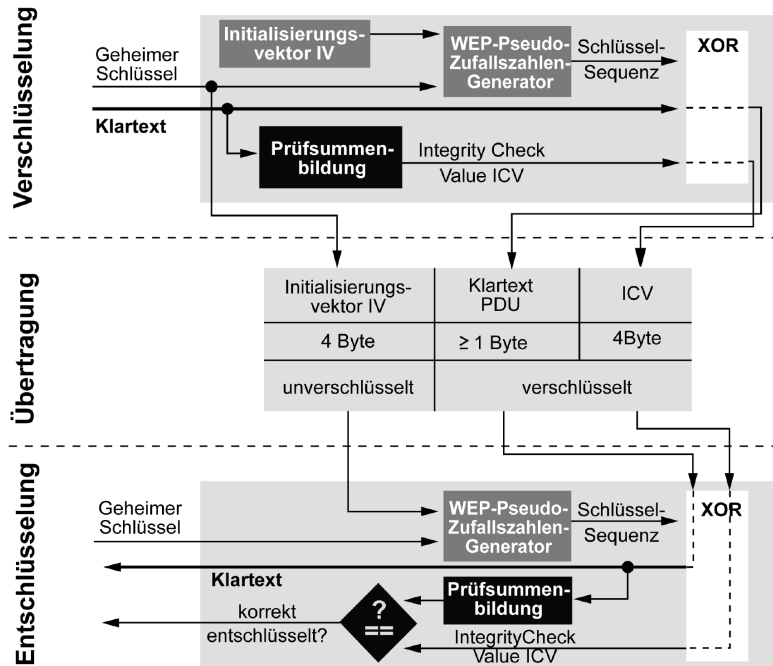 Verschlüsselung
Initialisierungs-
vektor IV
WEP-Pseudo-
Zufallszahlen-
Generator
Schlüssel-
Sequenz
XOR
Geheimer
Schlüssel
Klartext
Prüfsummen-
bildung
Integrity Check
Value ICV
Übertragung
Initialisierungs-
vektor IV
Klartext
PDU
ICV
4 Byte
≥ 1 Byte
4Byte
unverschlüsselt
verschlüsselt
Entschlüsselung
Geheimer
Schlüssel
WEP-Pseudo-
Zufallszahlen-
Generator
Schlüssel-
Sequenz
XOR
Klartext
Prüfsummen-
bildung
?
==
korrekt
entschlüsselt?
IntegrityCheck
Value ICV